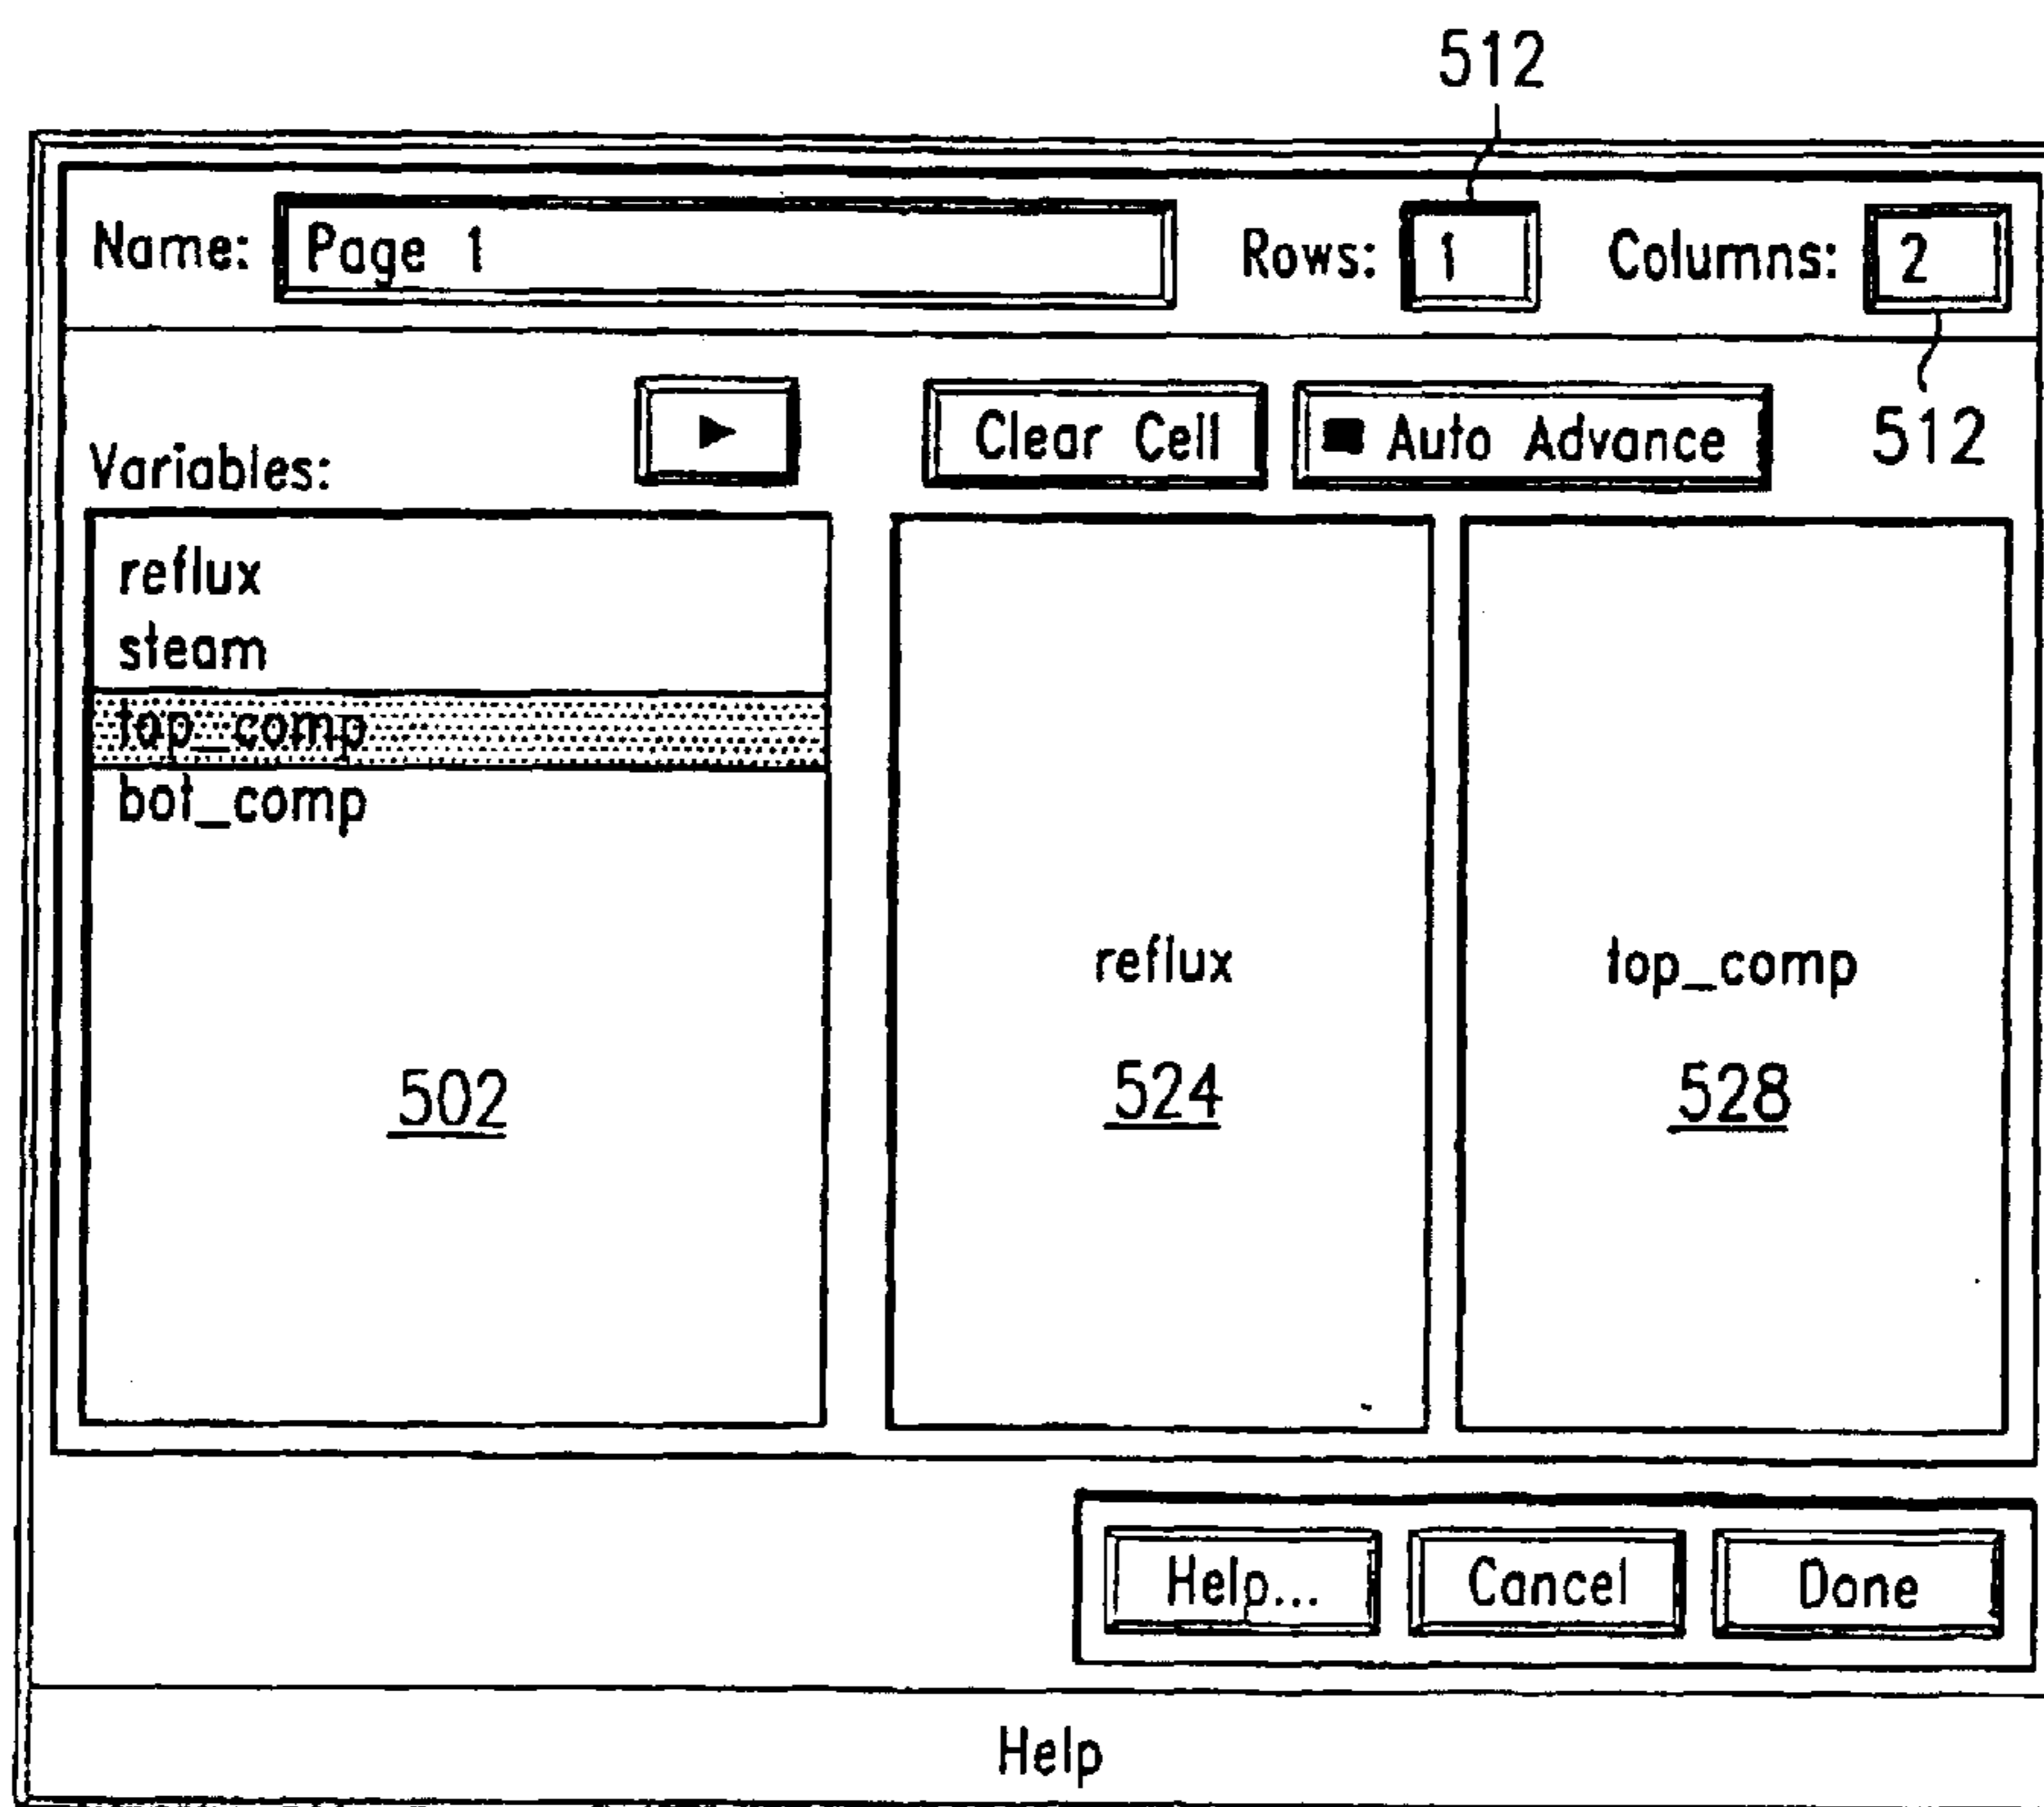 512
Name: Page 1 Rows: 1 Columns: 2
Variables: ▶ Clear Cell ■ Auto Advance 512
reflux
steam
top_comp
bot_comp
reflux top_comp
502 524 528
Help... Cancel Done
Help